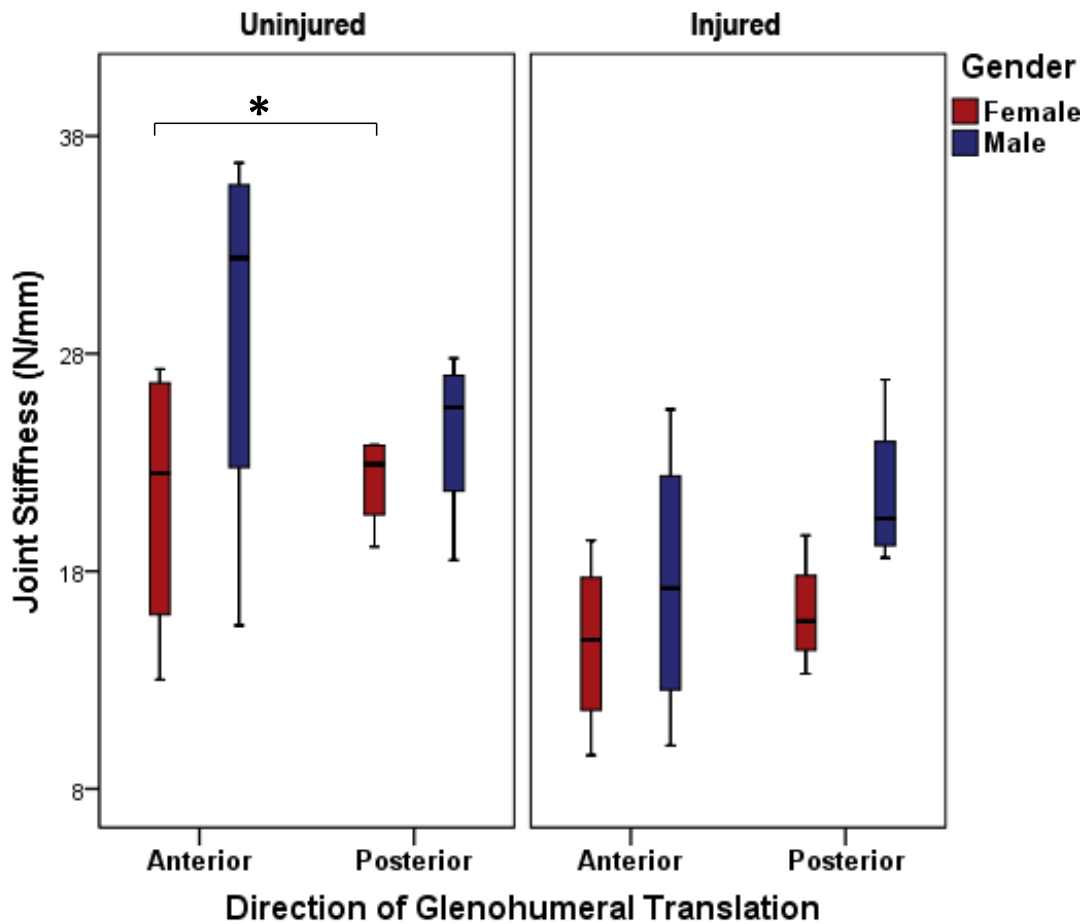 Uninjured
Injured
Gender
Female
Male
*
38
28
18
8
Joint Stiffness (N/mm)
Anterior
Posterior
Anterior
Posterior
Direction of Glenohumeral Translation